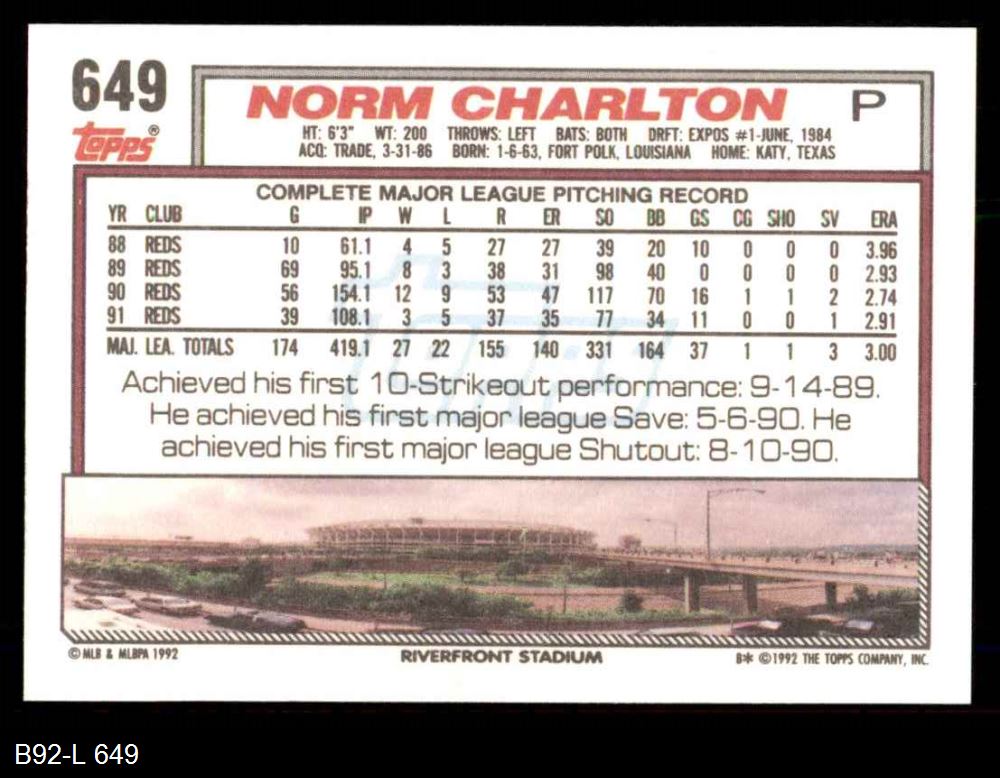 649
Topps®
NORM CHARLTON P
HT: 6'3" WT: 200 THROWS: LEFT BATS: BOTH DRFT: EXPOS #1-JUNE, 1984
ACQ: TRADE, 3-31-86 BORN: 1-6-63, FORT POLK, LOUISIANA HOME: KATY, TEXAS
COMPLETE MAJOR LEAGUE PITCHING RECORD
YR CLUB G IP W L R ER SO BB GS CG SHO SV ERA
88 REDS 10 61.1 4 5 27 27 39 20 10 0 0 0 3.96
89 REDS 69 95.1 8 3 38 31 98 40 0 0 0 0 2.93
90 REDS 56 154.1 12 9 53 47 117 70 16 1 1 2 2.74
91 REDS 39 108.1 3 5 37 35 77 34 11 0 0 1 2.91
MAJ. LEA. TOTALS 174 419.1 27 22 155 140 331 164 37 1 1 3 3.00
Achieved his first 10-Strikeout performance: 9-14-89.
He achieved his first major league Save: 5-6-90. He
achieved his first major league Shutout: 8-10-90.
© MLB & MLBPA 1992 RIVERFRONT STADIUM B* ©1992 THE TOPPS COMPANY, INC.
B92-L 649